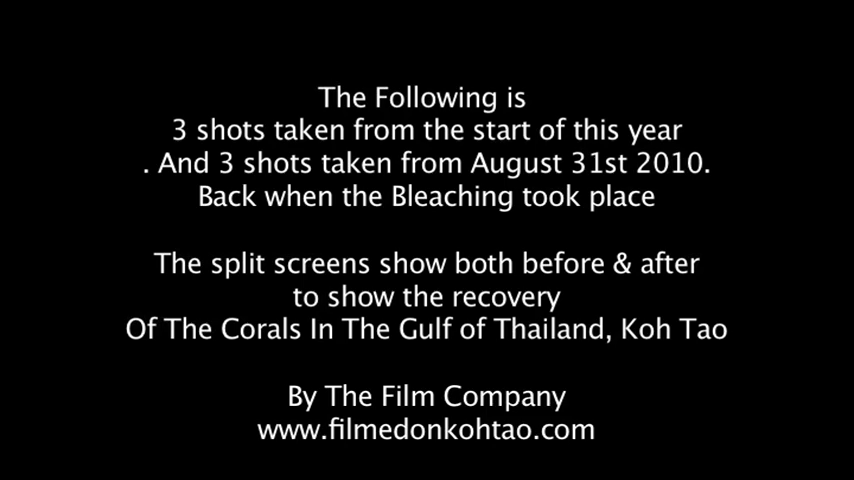 The Following is
3 shots taken from the start of this year
. And 3 shots taken from August 31st 2010.
Back when the Bleaching took place
The split screens show both before & after
to show the recovery
Of The Corals In The Gulf of Thailand, Koh Tao
By The Film Company
www.filmedonkohtao.com